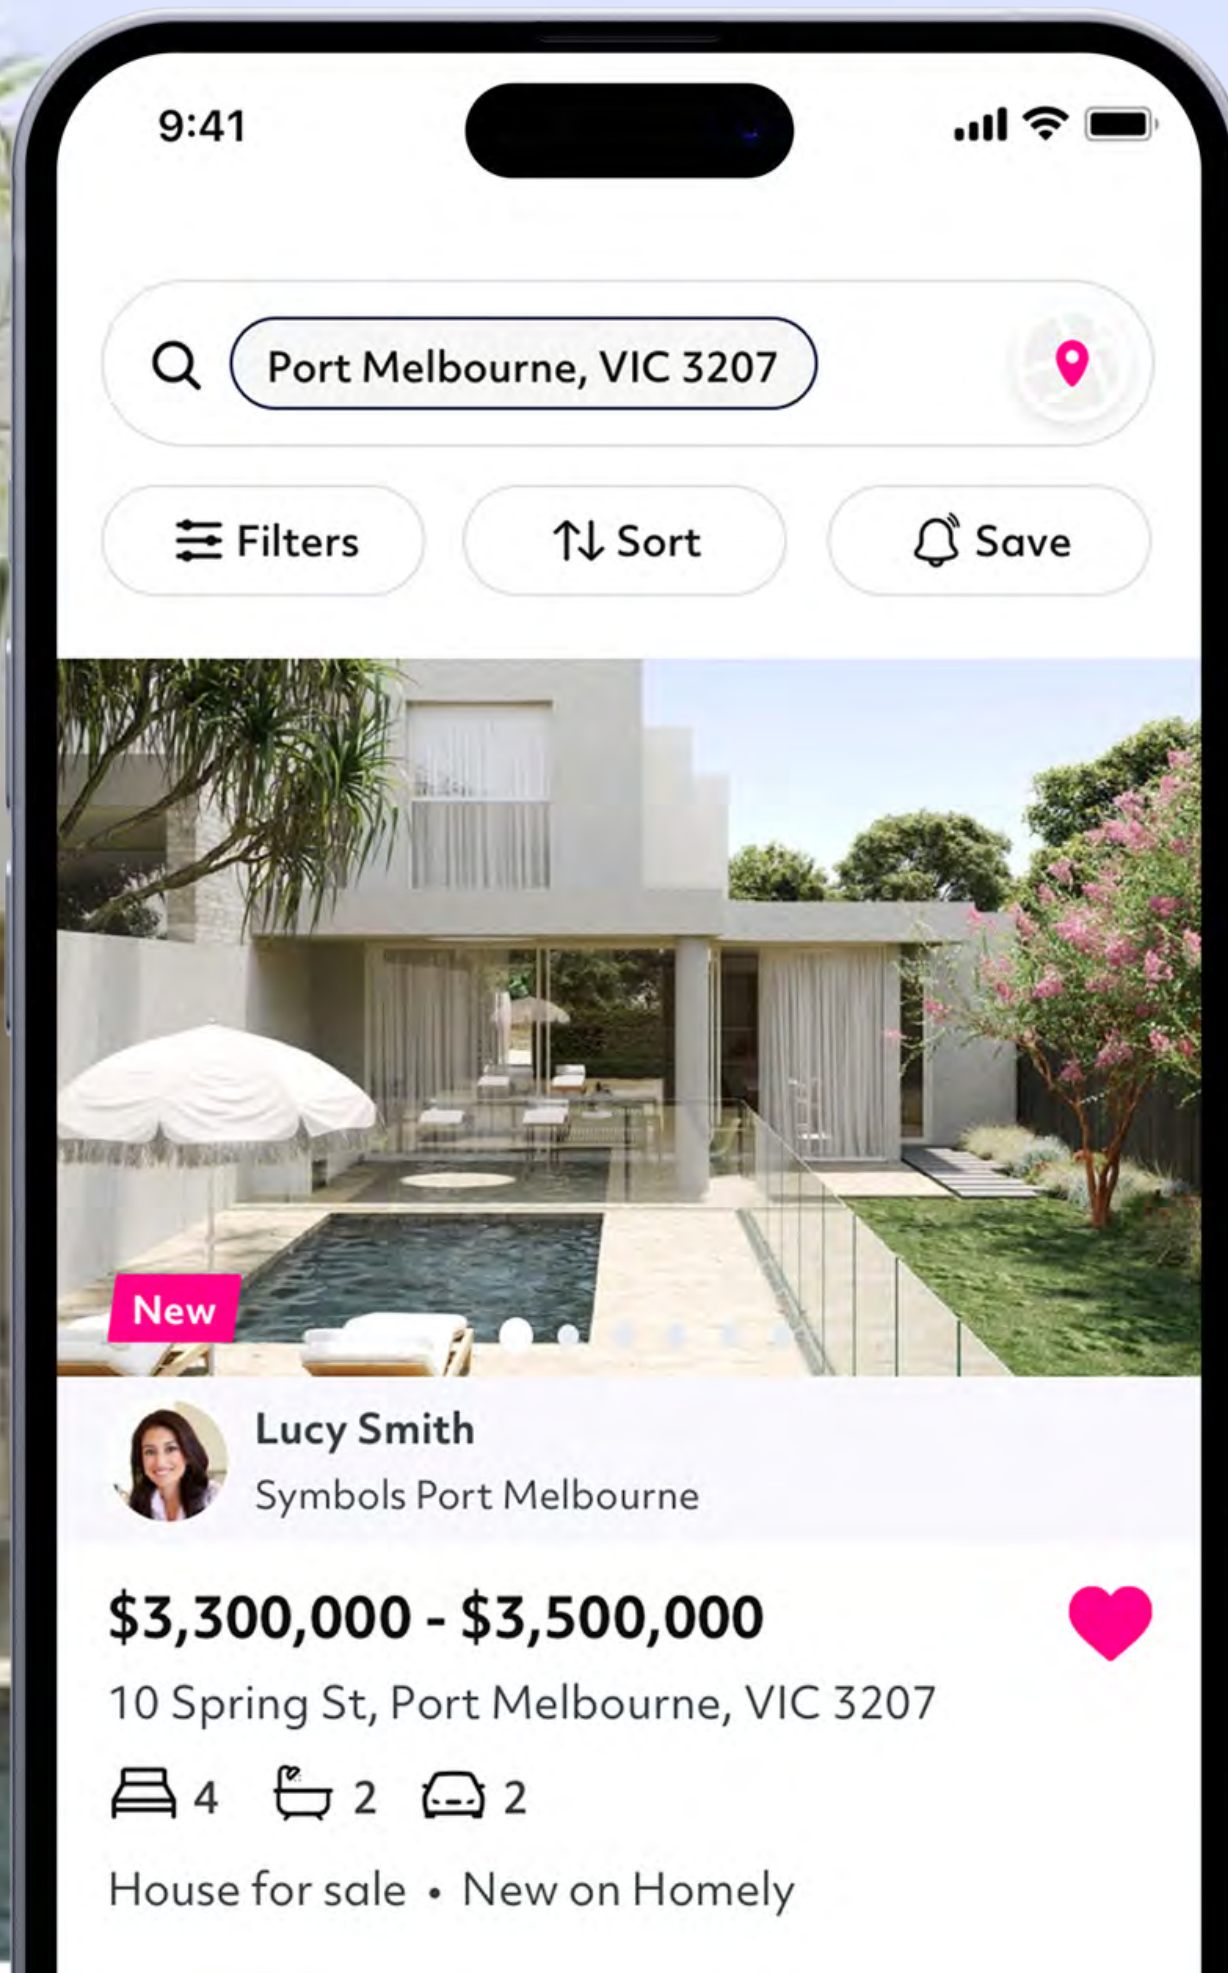 9:41
Port Melbourne, VIC 3207
Filters
Sort
Save
New
Lucy Smith
Symbols Port Melbourne
$3,300,000 - $3,500,000
10 Spring St, Port Melbourne, VIC 3207
4 2 2
House for sale • New on Homely